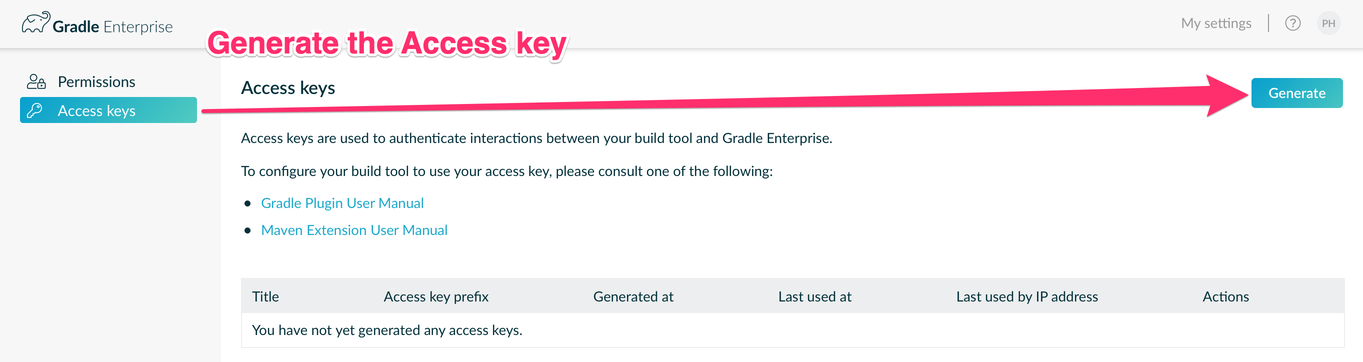 Gradle Enterprise
My settings
PH
Generate the Access key
Permissions
Access keys
Access keys
Generate
Access keys are used to authenticate interactions between your build tool and Gradle Enterprise.
To configure your build tool to use your access key, please consult one of the following:
Gradle Plugin User Manual
Maven Extension User Manual
Title Access key prefix Generated at Last used at Last used by IP address Actions
You have not yet generated any access keys.